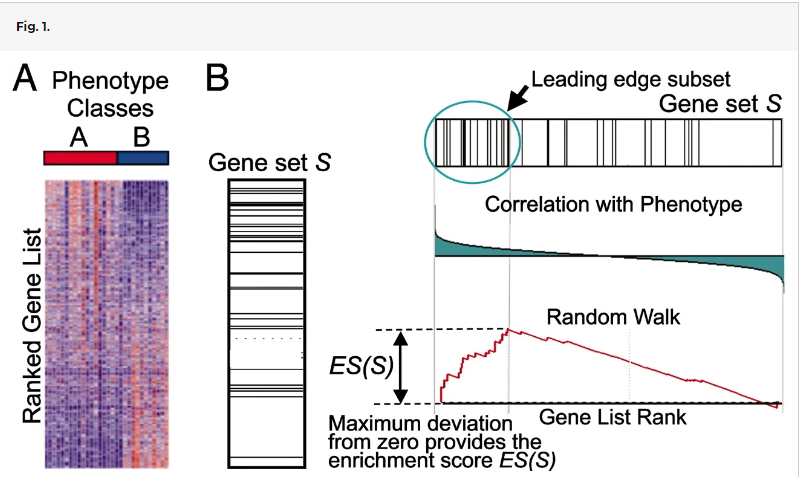 Fig. 1.
A Phenotype
Classes
A B
Ranked Gene List
B
Gene set S
Leading edge subset
Gene set S
Correlation with Phenotype
Random Walk
ES(S)
Gene List Rank
Maximum deviation
from zero provides the
enrichment score ES(S)